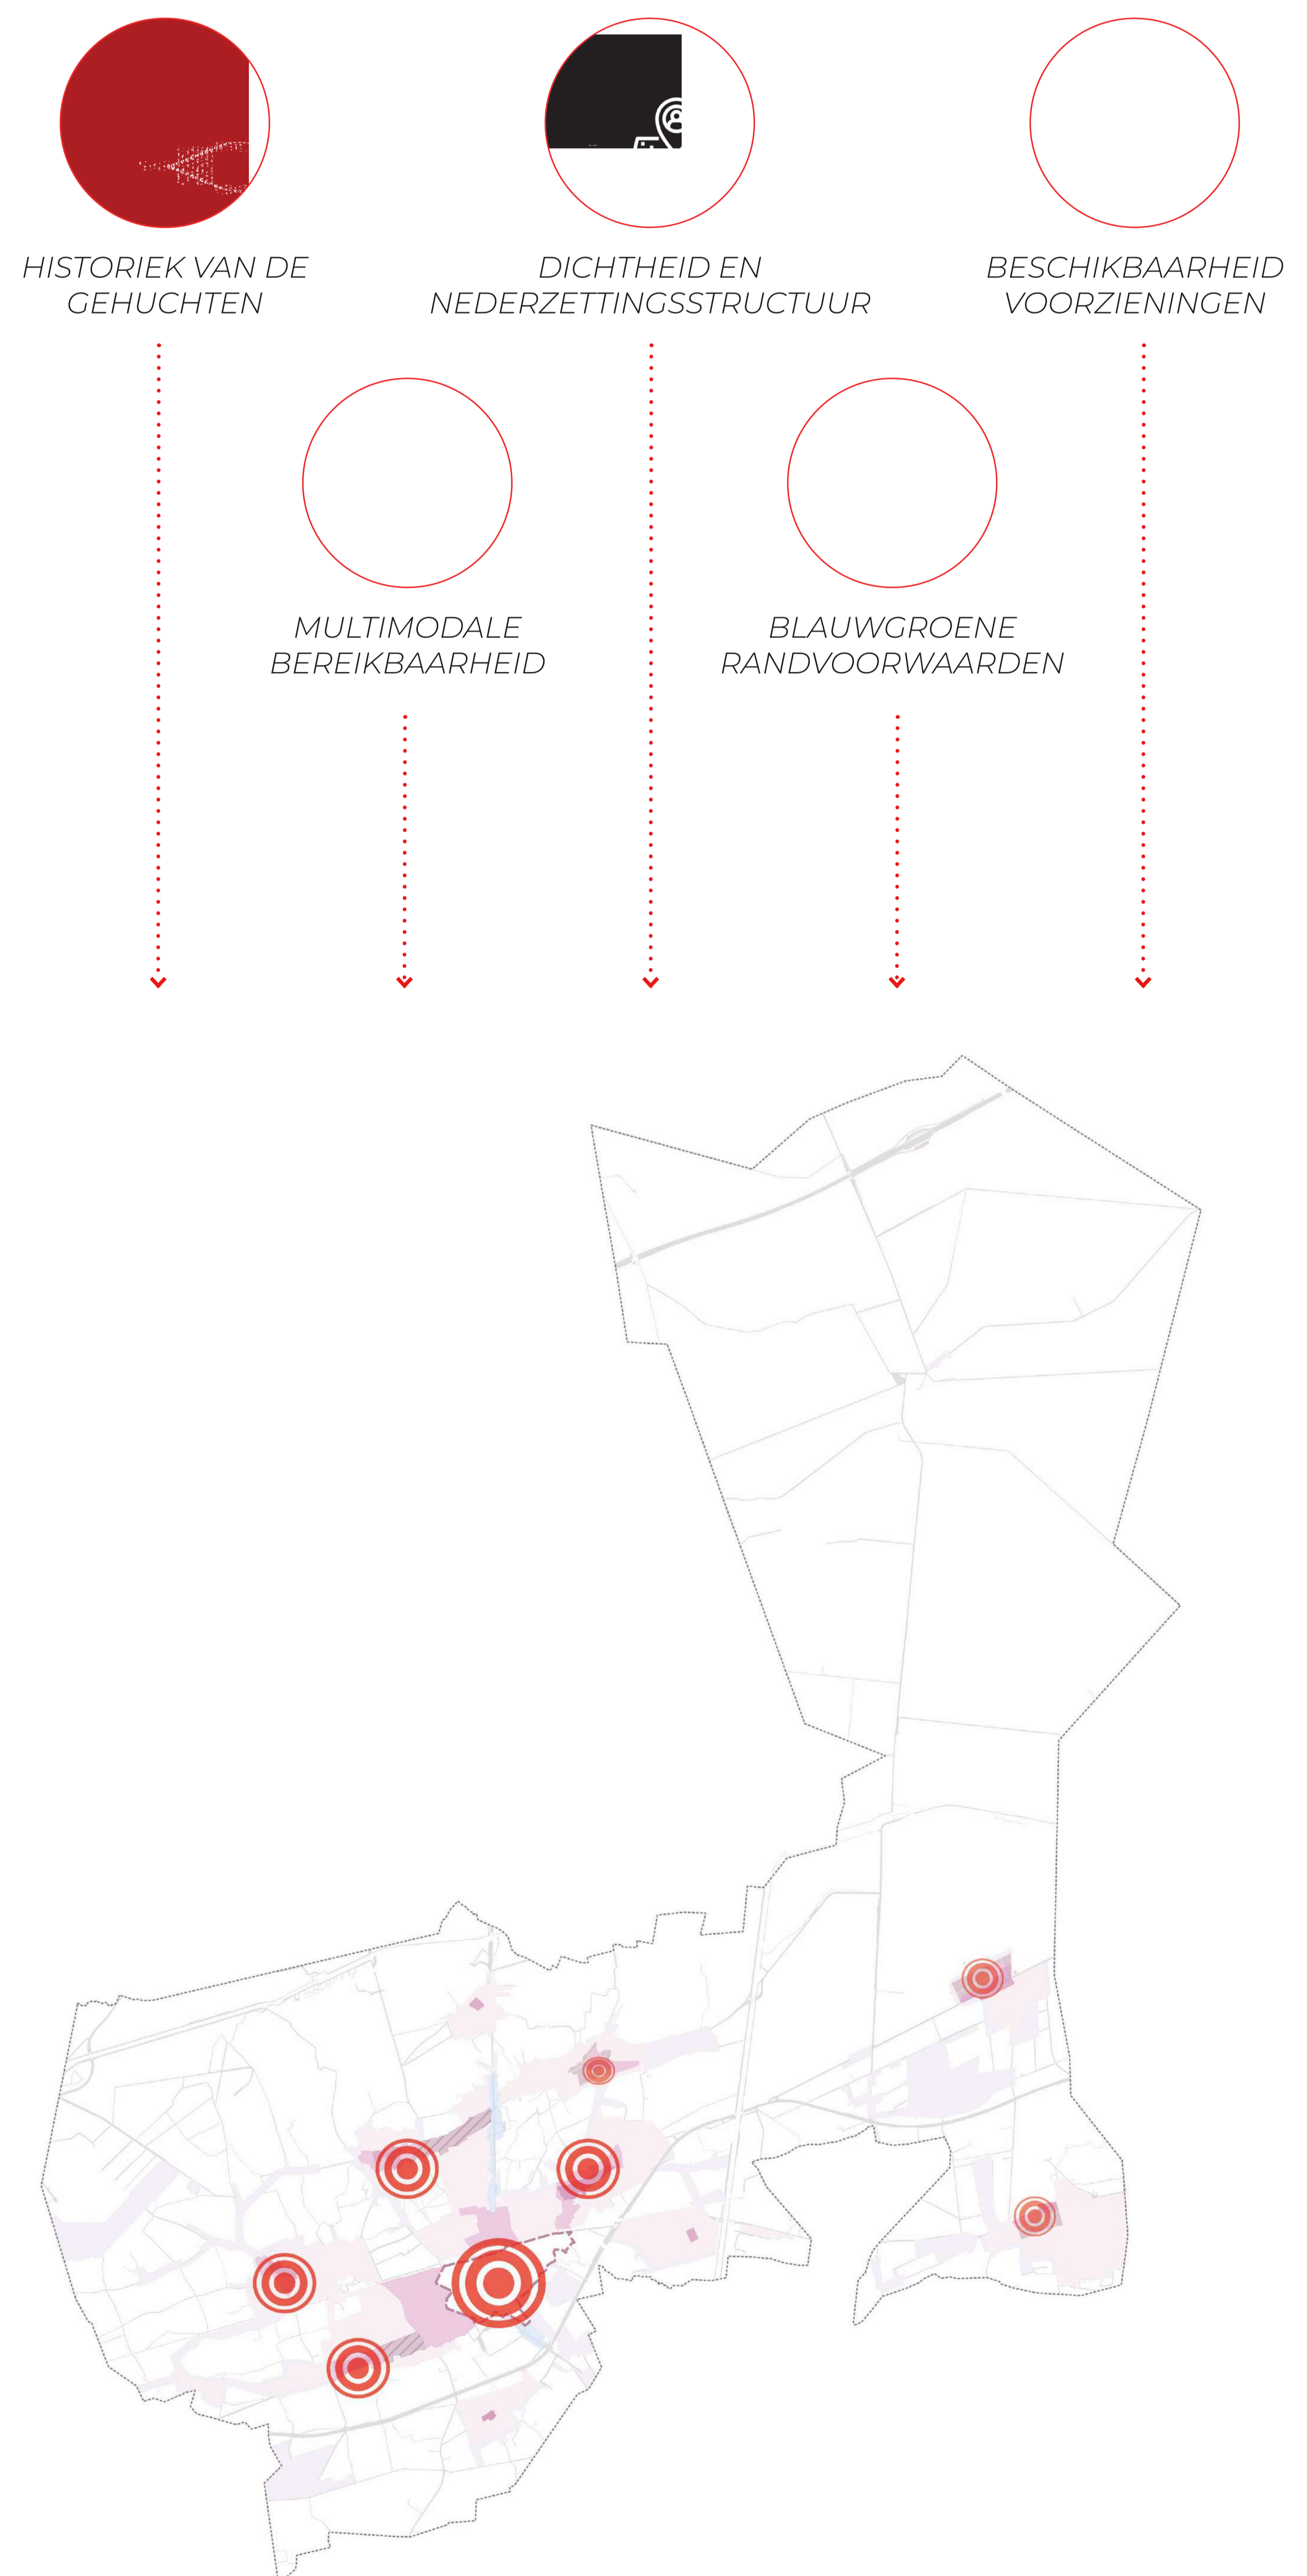 HISTORIEK VAN DE
GEHUCHTEN
DICHTHEID EN
NEDERZETTINGSSTRUCTUUR
BESCHIKBAARHEID
VOORZIENINGEN
MULTIMODALE
BEREIKBAARHEID
BLAUWGROENE
RANDVOORWAARDEN